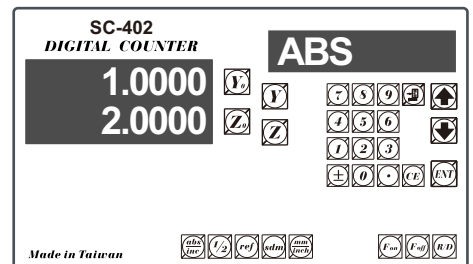 SC-402
DIGITAL COUNTER
ABS
1.0000 Y₀ Y
2.0000 Z₀ Z
7 8 9
4 5 6
1 2 3
± 0 · CE ENT
abs/inc 1/2 ref sdm mm/inch
Fon Foff R/D
Made in Taiwan